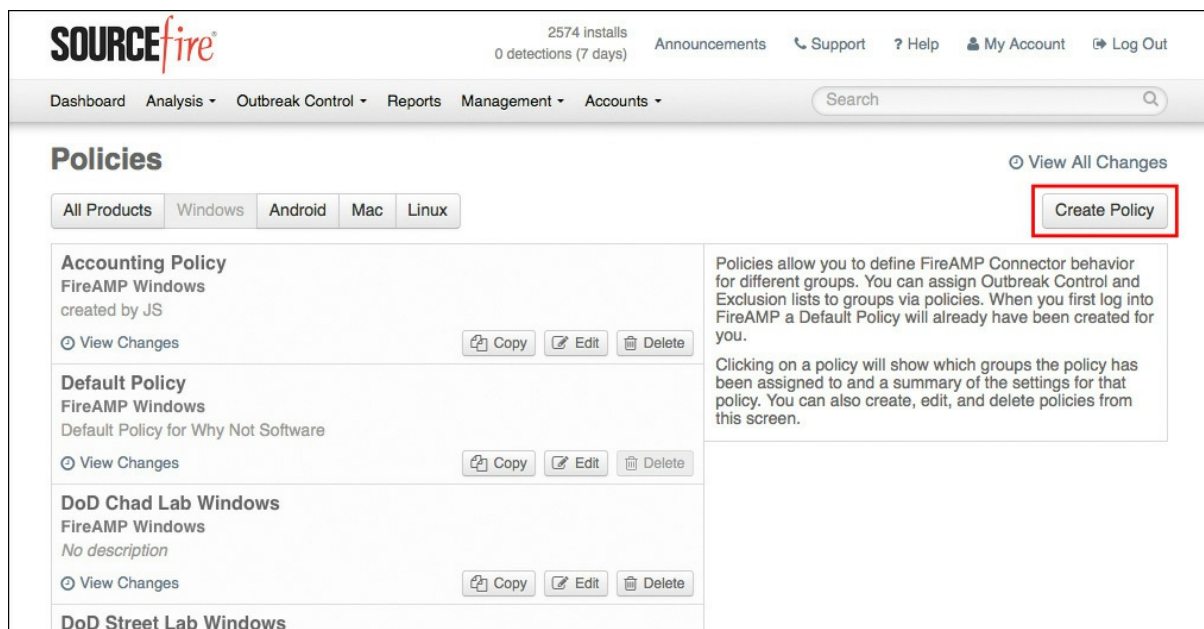 SOURCEfire®
2574 installs
0 detections (7 days)
Announcements
Support
? Help
My Account
Log Out
Dashboard
Analysis
Outbreak Control
Reports
Management
Accounts
Search
Policies
View All Changes
All Products
Windows
Android
Mac
Linux
Create Policy
Accounting Policy
FireAMP Windows
created by JS
View Changes
Copy
Edit
Delete
Default Policy
FireAMP Windows
Default Policy for Why Not Software
View Changes
Copy
Edit
Delete
DoD Chad Lab Windows
FireAMP Windows
No description
View Changes
Copy
Edit
Delete
DoD Street Lab Windows
Policies allow you to define FireAMP Connector behavior
for different groups. You can assign Outbreak Control and
Exclusion lists to groups via policies. When you first log into
FireAMP a Default Policy will already have been created for
you.
Clicking on a policy will show which groups the policy has
been assigned to and a summary of the settings for that
policy. You can also create, edit, and delete policies from
this screen.